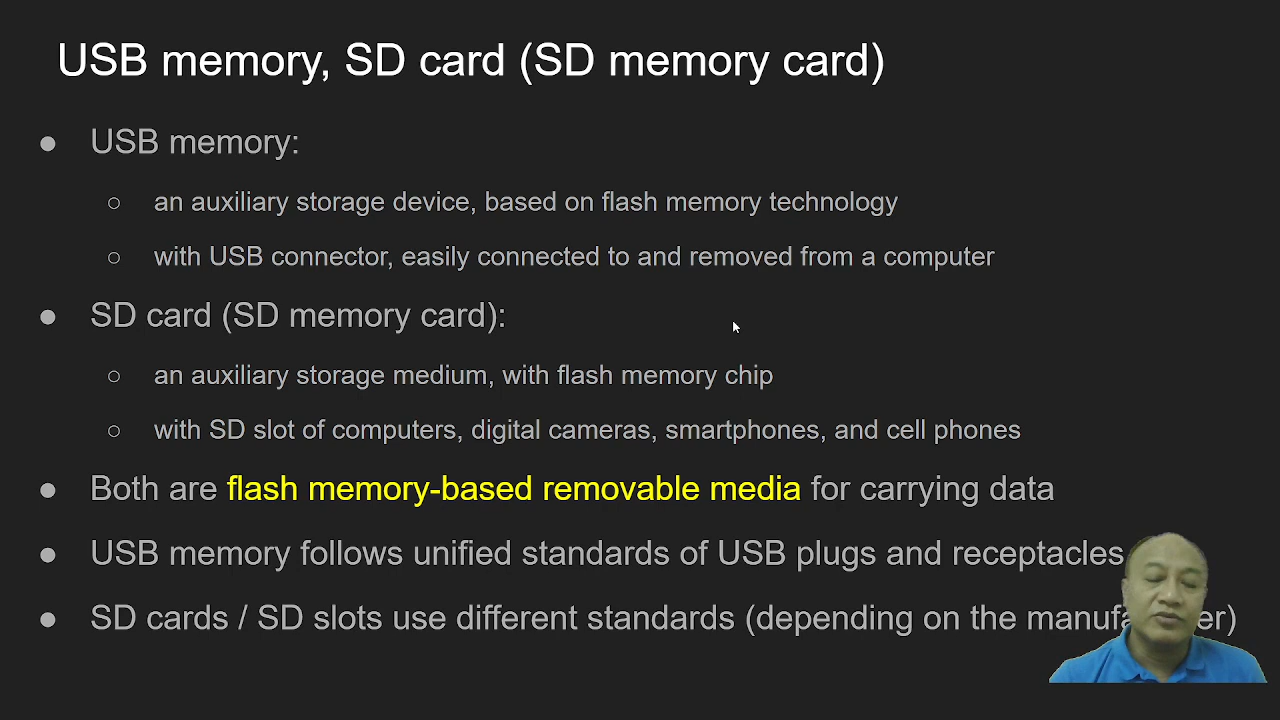 USB memory, SD card (SD memory card)
● USB memory:
○ an auxiliary storage device, based on flash memory technology
○ with USB connector, easily connected to and removed from a computer
● SD card (SD memory card):
○ an auxiliary storage medium, with flash memory chip
○ with SD slot of computers, digital cameras, smartphones, and cell phones
● Both are flash memory-based removable media for carrying data
● USB memory follows unified standards of USB plugs and receptacles
● SD cards / SD slots use different standards (depending on the